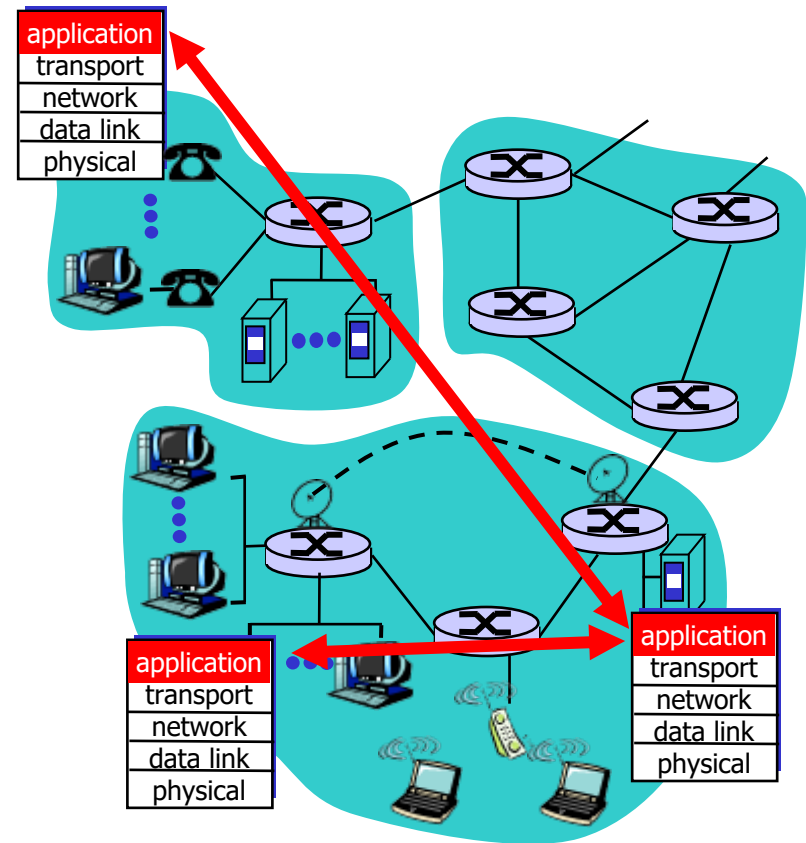 application
transport
network
data link
physical
application
transport
network
data link
physical
application
transport
network
data link
physical